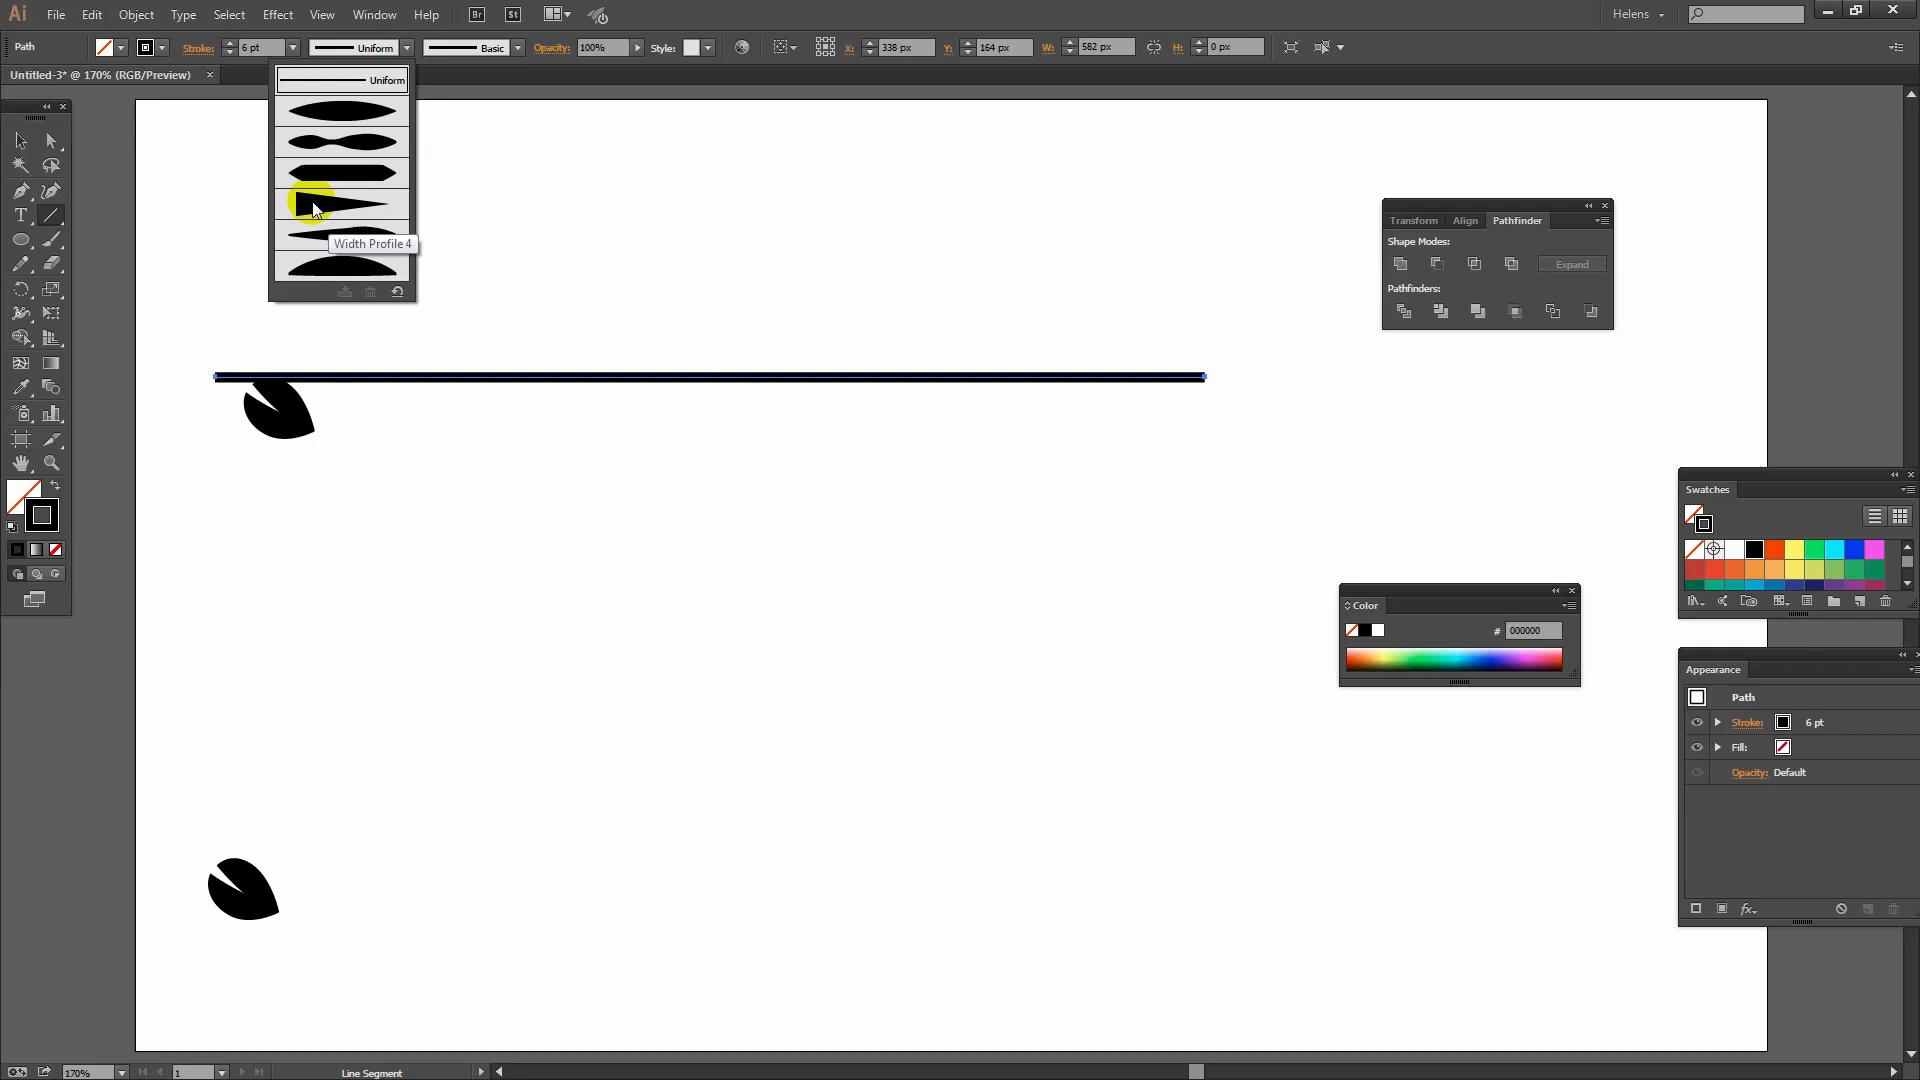 Ai File Edit Object Type Select Effect View Window Help Br St Helens
Path Stroke: 6 pt Uniform Basic Opacity: 100% Style: X: 338 px Y: 164 px W: 582 px H: 0 px
Untitled-3* @ 170% (RGB/Preview)
Uniform
Width Profile 4
Transform Align Pathfinder
Shape Modes:
Expand
Pathfinders:
Swatches
Color
# 000000
Appearance
Path
Stroke: 6 pt
Fill:
Opacity: Default
fx
170% 1 Line Segment